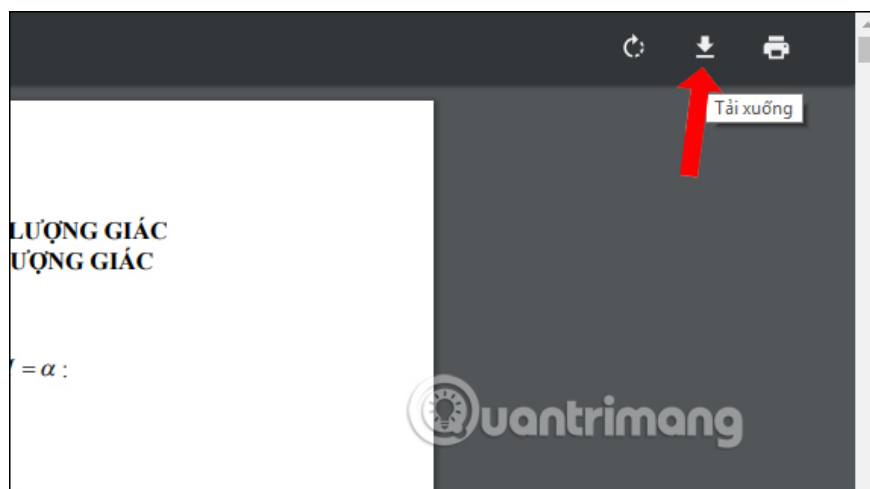 Tải xuống
LƯỢNG GIÁC
ƯỢNG GIÁC
= α :
Quantrimang